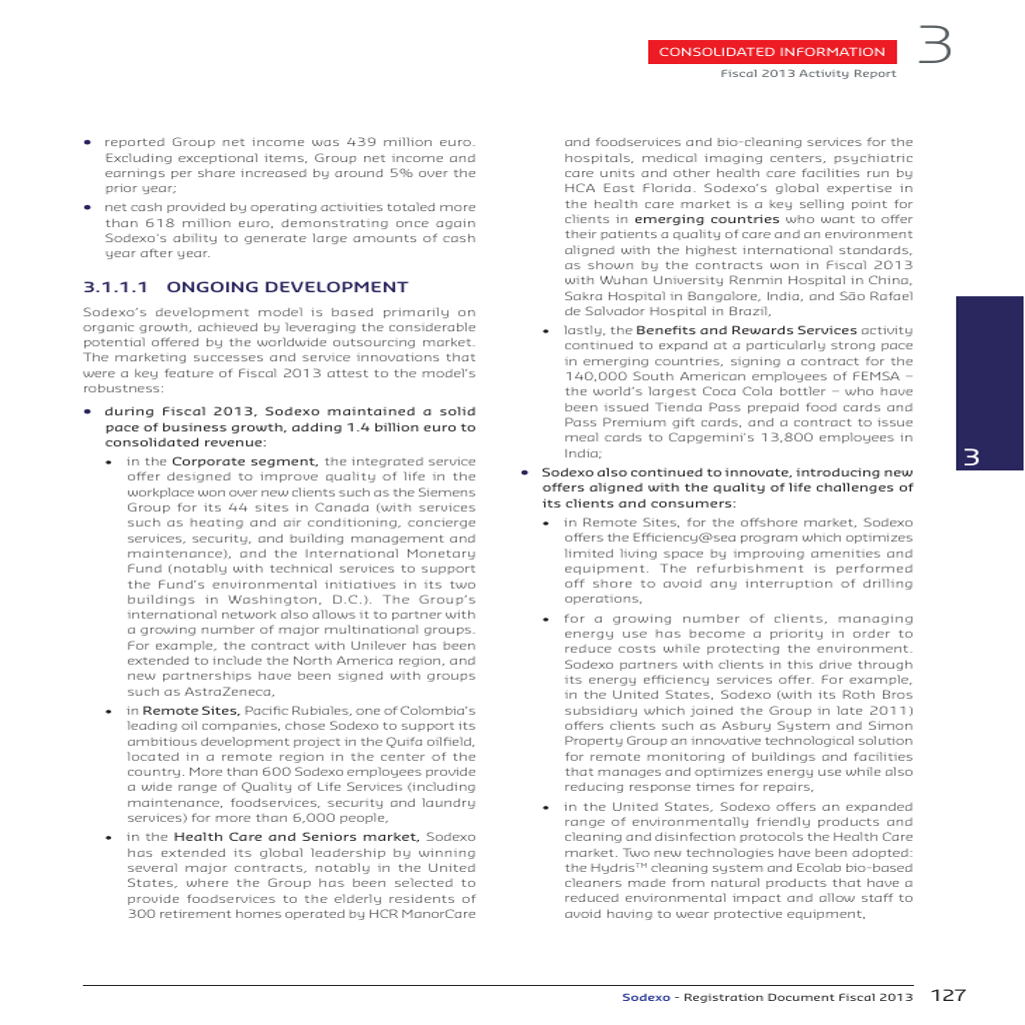 CONSOLIDATED INFORMATION
3
Fiscal 2013 Activity Report
• reported Group net income was 439 million euro.
Excluding exceptional items, Group net income and
earnings per share increased by around 5% over the
prior year;
• net cash provided by operating activities totaled more
than 618 million euro, demonstrating once again
Sodexo's ability to generate large amounts of cash
year after year.
3.1.1.1 ONGOING DEVELOPMENT
Sodexo's development model is based primarily on
organic growth, achieved by leveraging the considerable
potential offered by the worldwide outsourcing market.
The marketing successes and service innovations that
were a key feature of Fiscal 2013 attest to the model's
robustness:
• during Fiscal 2013, Sodexo maintained a solid
pace of business growth, adding 1.4 billion euro to
consolidated revenue:
• in the Corporate segment, the integrated service
offer designed to improve quality of life in the
workplace won over new clients such as the Siemens
Group for its 44 sites in Canada (with services
such as heating and air conditioning, concierge
services, security, and building management and
maintenance), and the International Monetary
Fund (notably with technical services to support
the Fund's environmental initiatives in its two
buildings in Washington, D.C.). The Group's
international network also allows it to partner with
a growing number of major multinational groups.
For example, the contract with Unilever has been
extended to include the North America region, and
new partnerships have been signed with groups
such as AstraZeneca,
• in Remote Sites, Pacific Rubiales, one of Colombia's
leading oil companies, chose Sodexo to support its
ambitious development project in the Quifa oilfield,
located in a remote region in the center of the
country. More than 600 Sodexo employees provide
a wide range of Quality of Life Services (including
maintenance, foodservices, security and laundry
services) for more than 6,000 people,
• in the Health Care and Seniors market, Sodexo
has extended its global leadership by winning
several major contracts, notably in the United
States, where the Group has been selected to
provide foodservices to the elderly residents of
300 retirement homes operated by HCR ManorCare
and foodservices and bio-cleaning services for the
hospitals, medical imaging centers, psychiatric
care units and other health care facilities run by
HCA East Florida. Sodexo's global expertise in
the health care market is a key selling point for
clients in emerging countries who want to offer
their patients a quality of care and an environment
aligned with the highest international standards,
as shown by the contracts won in Fiscal 2013
with Wuhan University Renmin Hospital in China,
Sakra Hospital in Bangalore, India, and São Rafael
de Salvador Hospital in Brazil,
• lastly, the Benefits and Rewards Services activity
continued to expand at a particularly strong pace
in emerging countries, signing a contract for the
140,000 South American employees of FEMSA –
the world's largest Coca Cola bottler – who have
been issued Tienda Pass prepaid food cards and
Pass Premium gift cards, and a contract to issue
meal cards to Capgemini's 13,800 employees in
India;
• Sodexo also continued to innovate, introducing new
offers aligned with the quality of life challenges of
its clients and consumers:
• in Remote Sites, for the offshore market, Sodexo
offers the Efficiency@sea program which optimizes
limited living space by improving amenities and
equipment. The refurbishment is performed
off shore to avoid any interruption of drilling
operations,
• for a growing number of clients, managing
energy use has become a priority in order to
reduce costs while protecting the environment.
Sodexo partners with clients in this drive through
its energy efficiency services offer. For example,
in the United States, Sodexo (with its Roth Bros
subsidiary which joined the Group in late 2011)
offers clients such as Asbury System and Simon
Property Group an innovative technological solution
for remote monitoring of buildings and facilities
that manages and optimizes energy use while also
reducing response times for repairs,
• in the United States, Sodexo offers an expanded
range of environmentally friendly products and
cleaning and disinfection protocols the Health Care
market. Two new technologies have been adopted:
the Hydris™ cleaning system and Ecolab bio-based
cleaners made from natural products that have a
reduced environmental impact and allow staff to
avoid having to wear protective equipment,
3
Sodexo - Registration Document Fiscal 2013 127